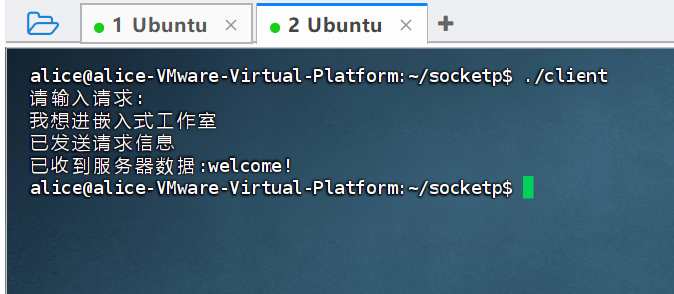 1 Ubuntu × 2 Ubuntu × +
alice@alice-VMware-Virtual-Platform:~/socketp$ ./client
请输入请求:
我想进嵌入式工作室
已发送请求信息
已收到服务器数据:welcome!
alice@alice-VMware-Virtual-Platform:~/socketp$